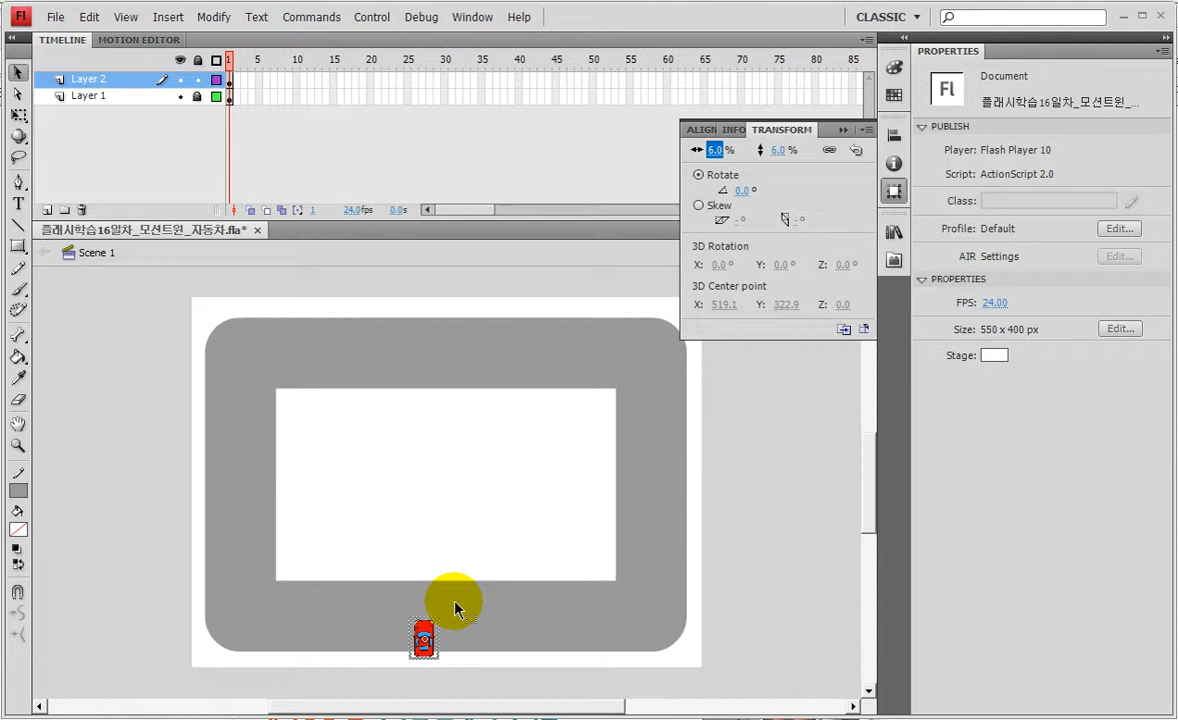 Fl File Edit View Insert Modify Text Commands Control Debug Window Help CLASSIC
TIMELINE MOTION EDITOR
1 5 10 15 20 25 30 35 40 45 50 55 60 65 70 75 80 85
Layer 2
Layer 1
1 24.0fps 0.0s
플래시학습16일차_모션트윈_자동차.fla*
Scene 1
ALIGN INFO TRANSFORM
6.0 % 6.0 %
Rotate
0.0 °
Skew
-° -°
3D Rotation
X: 0.0 ° Y: 0.0 ° Z: 0.0 °
3D Center point
X: 519.1 Y: 322.9 Z: 0.0
PROPERTIES
Fl
Document
플래시학습16일차_모션트윈_...
PUBLISH
Player: Flash Player 10
Script: ActionScript 2.0
Class:
Profile: Default Edit...
AIR Settings Edit...
PROPERTIES
FPS: 24.00
Size: 550 x 400 px Edit...
Stage: